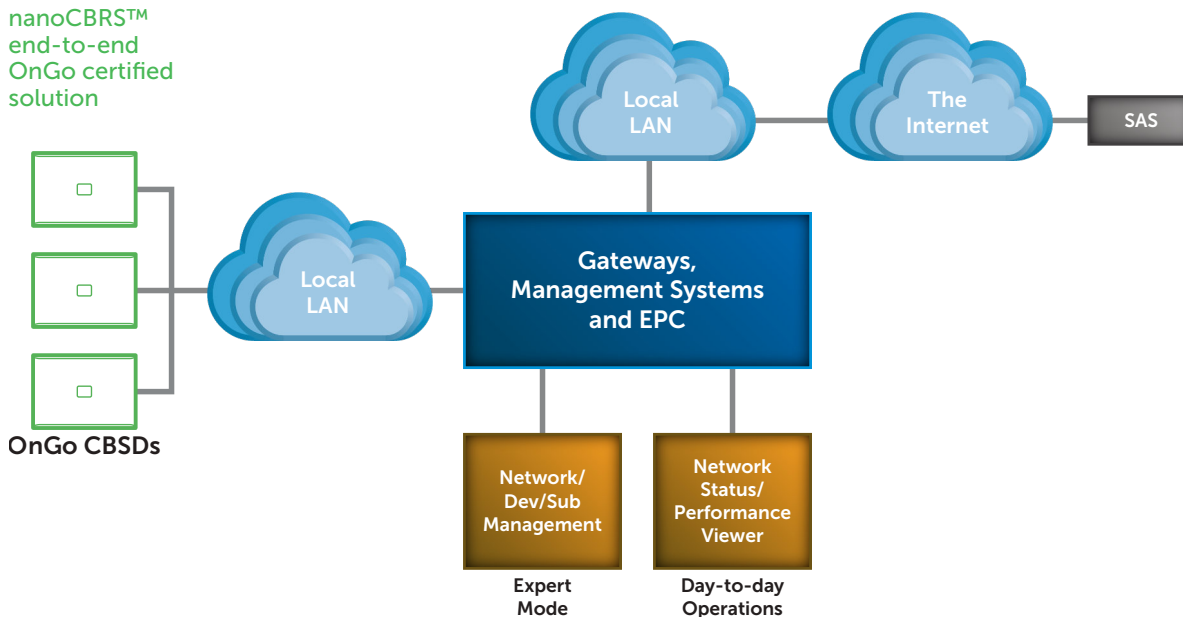 nanoCBRS™
end-to-end
OnGo certified
solution
Local
LAN
The
Internet
SAS
Local
LAN
Gateways,
Management Systems
and EPC
OnGo CBSDs
Network/
Dev/Sub
Management
Network
Status/
Performance
Viewer
Expert
Mode
Day-to-day
Operations